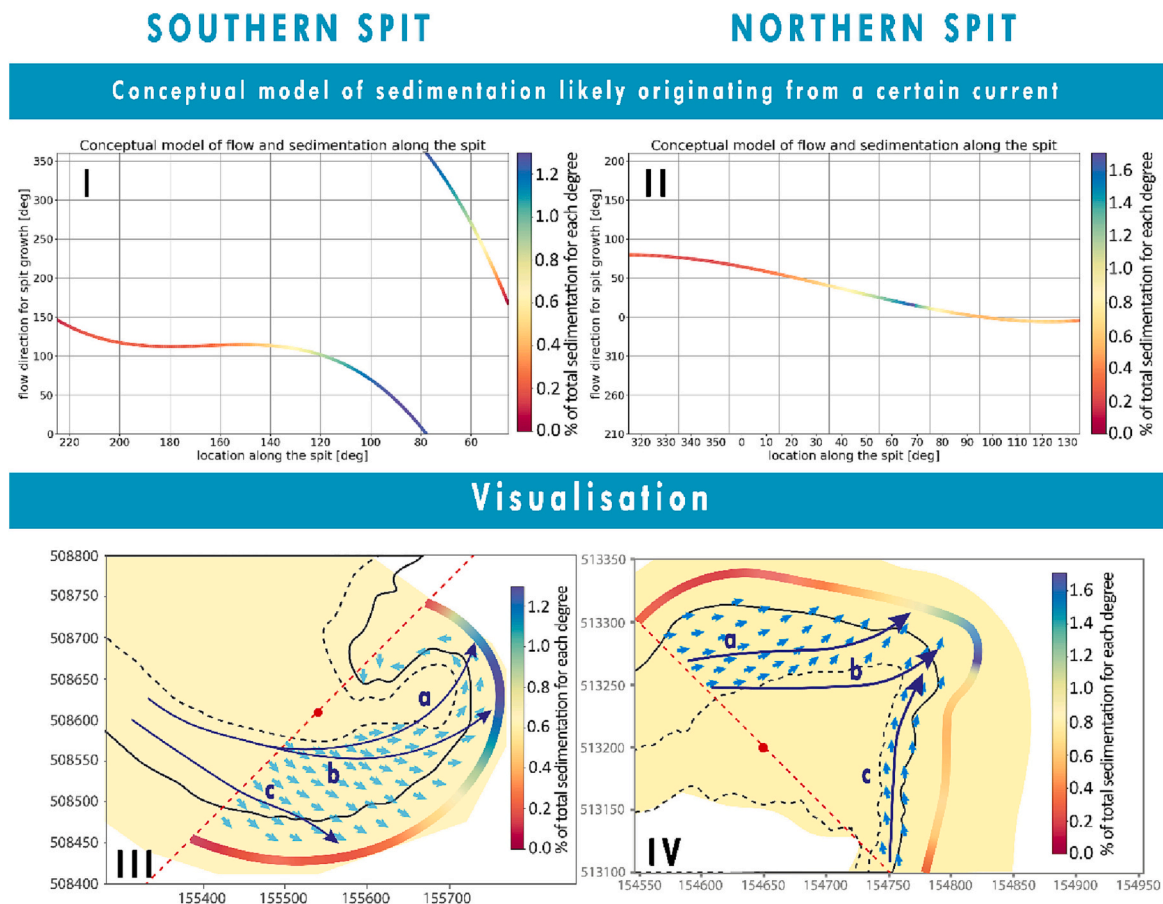 SOUTHERN SPIT
NORTHERN SPIT
Conceptual model of sedimentation likely originating from a certain current
Conceptual model of flow and sedimentation along the spit
I
flow direction for spit growth [deg]
350
300
250
200
150
100
50
0
220 200 180 160 140 120 100 80 60
location along the spit [deg]
1.2
1.0
0.8
0.6
0.4
0.2
0.0
% of total sedimentation for each degree
Conceptual model of flow and sedimentation along the spit
II
flow direction for spit growth [deg]
200
210
100
50
0
310
260
210
320 330 340 350 0 10 20 30 40 50 60 70 80 90 100 110 120 130
location along the spit [deg]
1.6
1.4
1.2
1.0
0.8
0.6
0.4
0.2
0.0
% of total sedimentation for each degree
Visualisation
508800
508750
508700
508650
508600
508550
508500
508450
508400
a
b
c
III
155400 155500 155600 155700
1.2
1.0
0.8
0.6
0.4
0.2
0.0
% of total sedimentation for each degree
513350
513300
513250
513200
513150
513100
a
b
c
IV
154550 154600 154650 154700 154750 154800 154850 154900 154950
1.6
1.4
1.2
1.0
0.8
0.6
0.4
0.2
0.0
% of total sedimentation for each degree